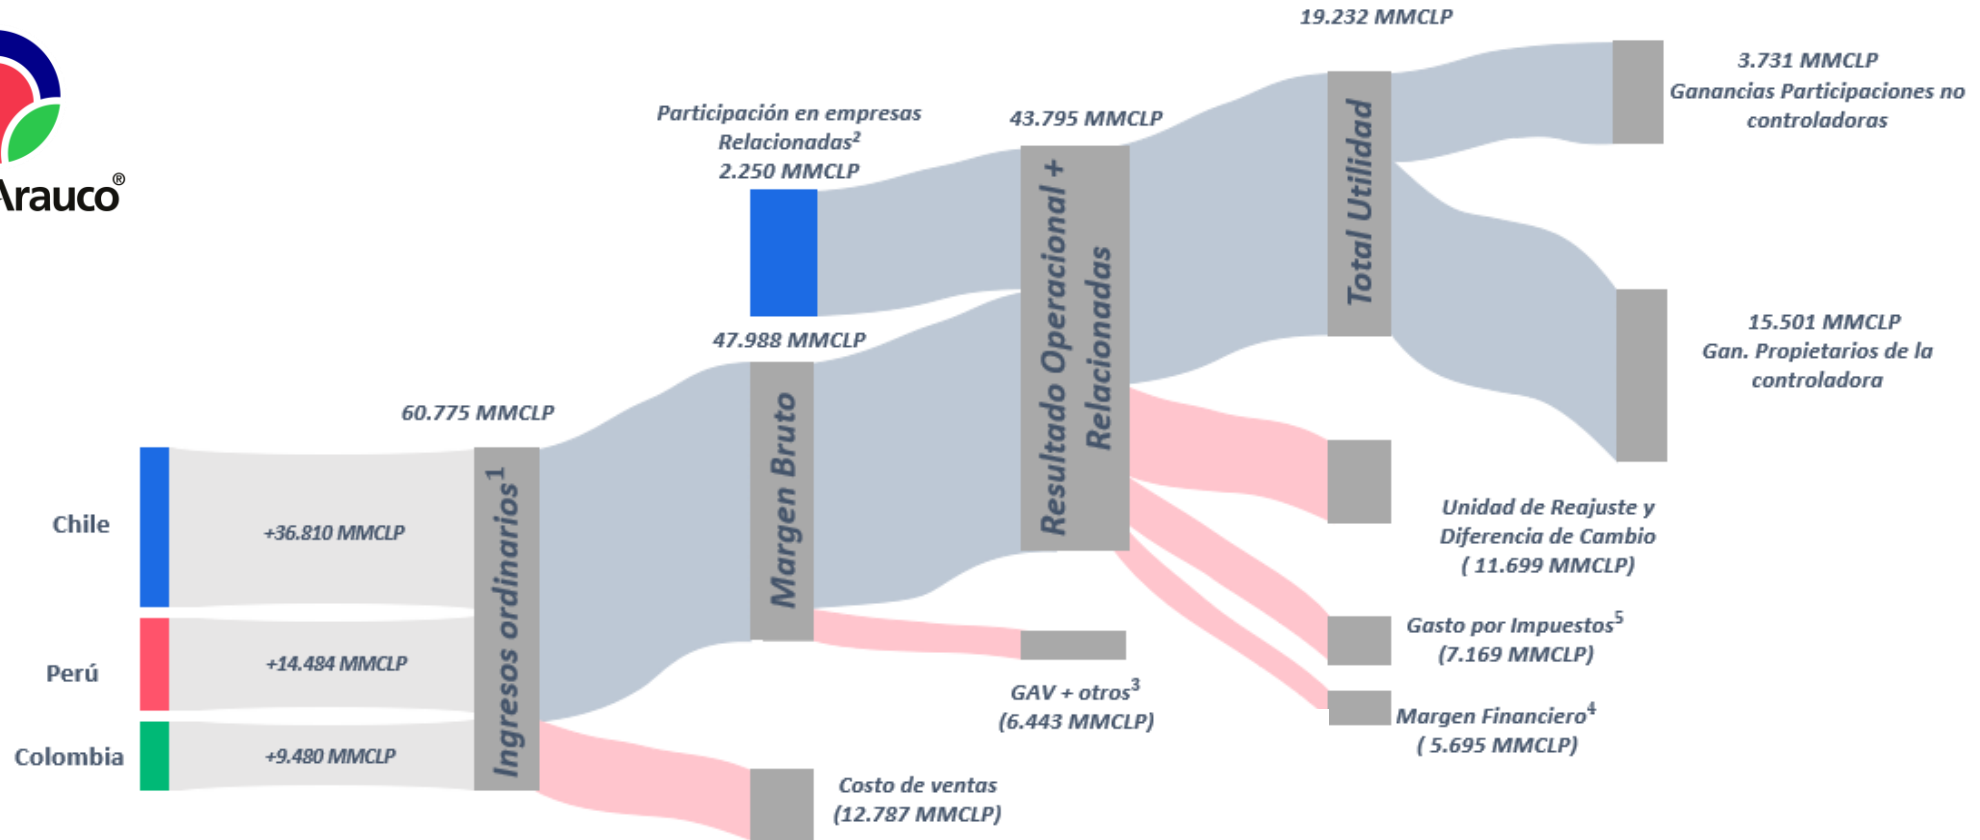 Arauco®
Chile
Perú
Colombia
+36.810 MMCLP
+14.484 MMCLP
+9.480 MMCLP
60.775 MMCLP
Ingresos ordinarios¹
Participación en empresas
Relacionadas²
2.250 MMCLP
47.988 MMCLP
Margen Bruto
Costo de ventas
(12.787 MMCLP)
43.795 MMCLP
Resultado Operacional +
Relacionadas
GAV + otros³
(6.443 MMCLP)
19.232 MMCLP
Total Utilidad
Unidad de Reajuste y
Diferencia de Cambio
( 11.699 MMCLP)
Gasto por Impuestos⁵
(7.169 MMCLP)
Margen Financiero⁴
( 5.695 MMCLP)
3.731 MMCLP
Ganancias Participaciones no
controladoras
15.501 MMCLP
Gan. Propietarios de la
controladora